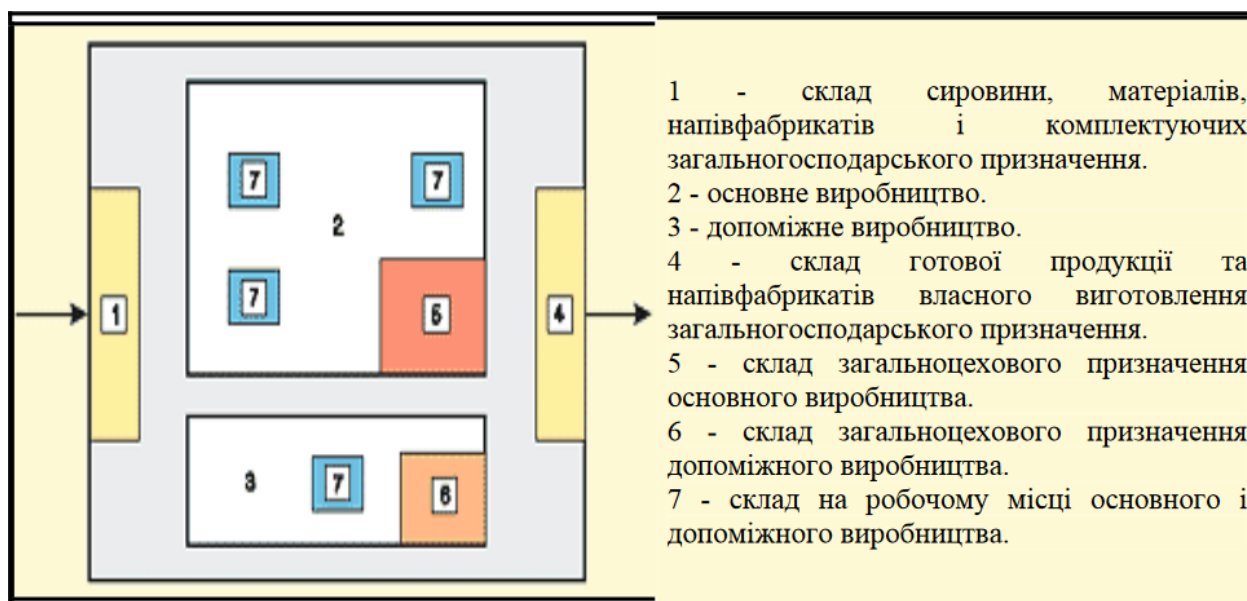 7
7
2
7
5
1
4
3
7
6
1 - склад сировини, матеріалів,
напівфабрикатів і комплектуючих
загальногосподарського призначення.
2 - основне виробництво.
3 - допоміжне виробництво.
4 - склад готової продукції та
напівфабрикатів власного виготовлення
загальногосподарського призначення.
5 - склад загальноцехового призначення
основного виробництва.
6 - склад загальноцехового призначення
допоміжного виробництва.
7 - склад на робочому місці основного і
допоміжного виробництва.